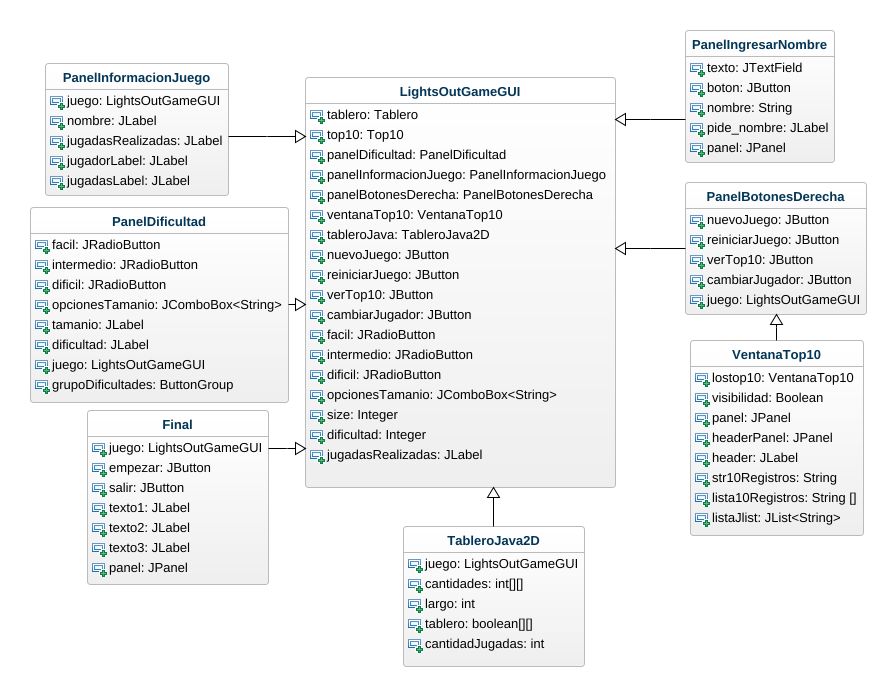 PanelInformacionJuego
juego: LightsOutGameGUI
nombre: JLabel
jugadasRealizadas: JLabel
jugadorLabel: JLabel
jugadasLabel: JLabel
PanelDificultad
facil: JRadioButton
intermedio: JRadioButton
dificil: JRadioButton
opcionesTamanio: JComboBox<String>
tamanio: JLabel
dificultad: JLabel
juego: LightsOutGameGUI
grupoDificultades: ButtonGroup
Final
juego: LightsOutGameGUI
empezar: JButton
salir: JButton
texto1: JLabel
texto2: JLabel
texto3: JLabel
panel: JPanel
LightsOutGameGUI
tablero: Tablero
top10: Top10
panelDificultad: PanelDificultad
panelInformacionJuego: PanelInformacionJuego
panelBotonesDerecha: PanelBotonesDerecha
ventanaTop10: VentanaTop10
tableroJava: TableroJava2D
nuevoJuego: JButton
reiniciarJuego: JButton
verTop10: JButton
cambiarJugador: JButton
facil: JRadioButton
intermedio: JRadioButton
dificil: JRadioButton
opcionesTamanio: JComboBox<String>
size: Integer
dificultad: Integer
jugadasRealizadas: JLabel
TableroJava2D
juego: LightsOutGameGUI
cantidades: int[][]
largo: int
tablero: boolean[][]
cantidadJugadas: int
PanelIngresarNombre
texto: JTextField
boton: JButton
nombre: String
pide_nombre: JLabel
panel: JPanel
PanelBotonesDerecha
nuevoJuego: JButton
reiniciarJuego: JButton
verTop10: JButton
cambiarJugador: JButton
juego: LightsOutGameGUI
VentanaTop10
lostop10: VentanaTop10
visibilidad: Boolean
panel: JPanel
headerPanel: JPanel
header: JLabel
str10Registros: String
lista10Registros: String []
listaJlist: JList<String>